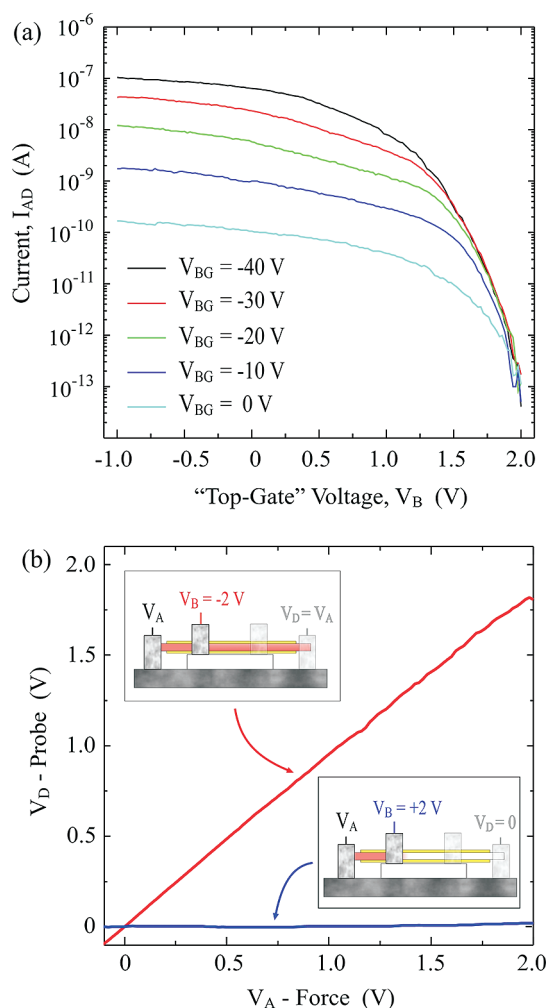 (a)
10^-6
10^-7
10^-8
10^-9
10^-10
10^-11
10^-12
10^-13
Current, I_AD (A)
V_BG = -40 V
V_BG = -30 V
V_BG = -20 V
V_BG = -10 V
V_BG = 0 V
-1.0 -0.5 0 0.5 1.0 1.5 2.0
“Top-Gate” Voltage, V_B (V)
(b)
2.0
1.5
1.0
0.5
0
V_D - Probe (V)
V_B = -2 V
V_A
V_D = V_A
V_B = +2 V
V_A
V_D = 0
0 0.5 1.0 1.5 2.0
V_A - Force (V)